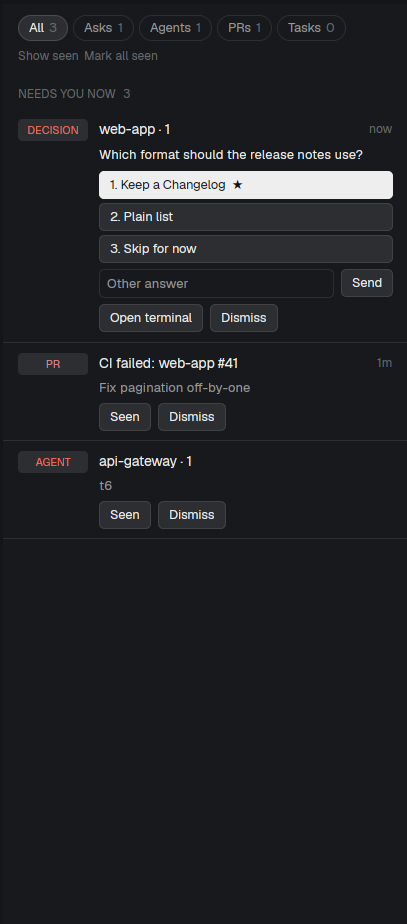 All 3 Asks 1 Agents 1 PRs 1 Tasks 0
Show seen Mark all seen
NEEDS YOU NOW 3
DECISION web-app · 1 now
Which format should the release notes use?
1. Keep a Changelog ★
2. Plain list
3. Skip for now
Other answer Send
Open terminal Dismiss
PR CI failed: web-app #41 1m
Fix pagination off-by-one
Seen Dismiss
AGENT api-gateway · 1
t6
Seen Dismiss